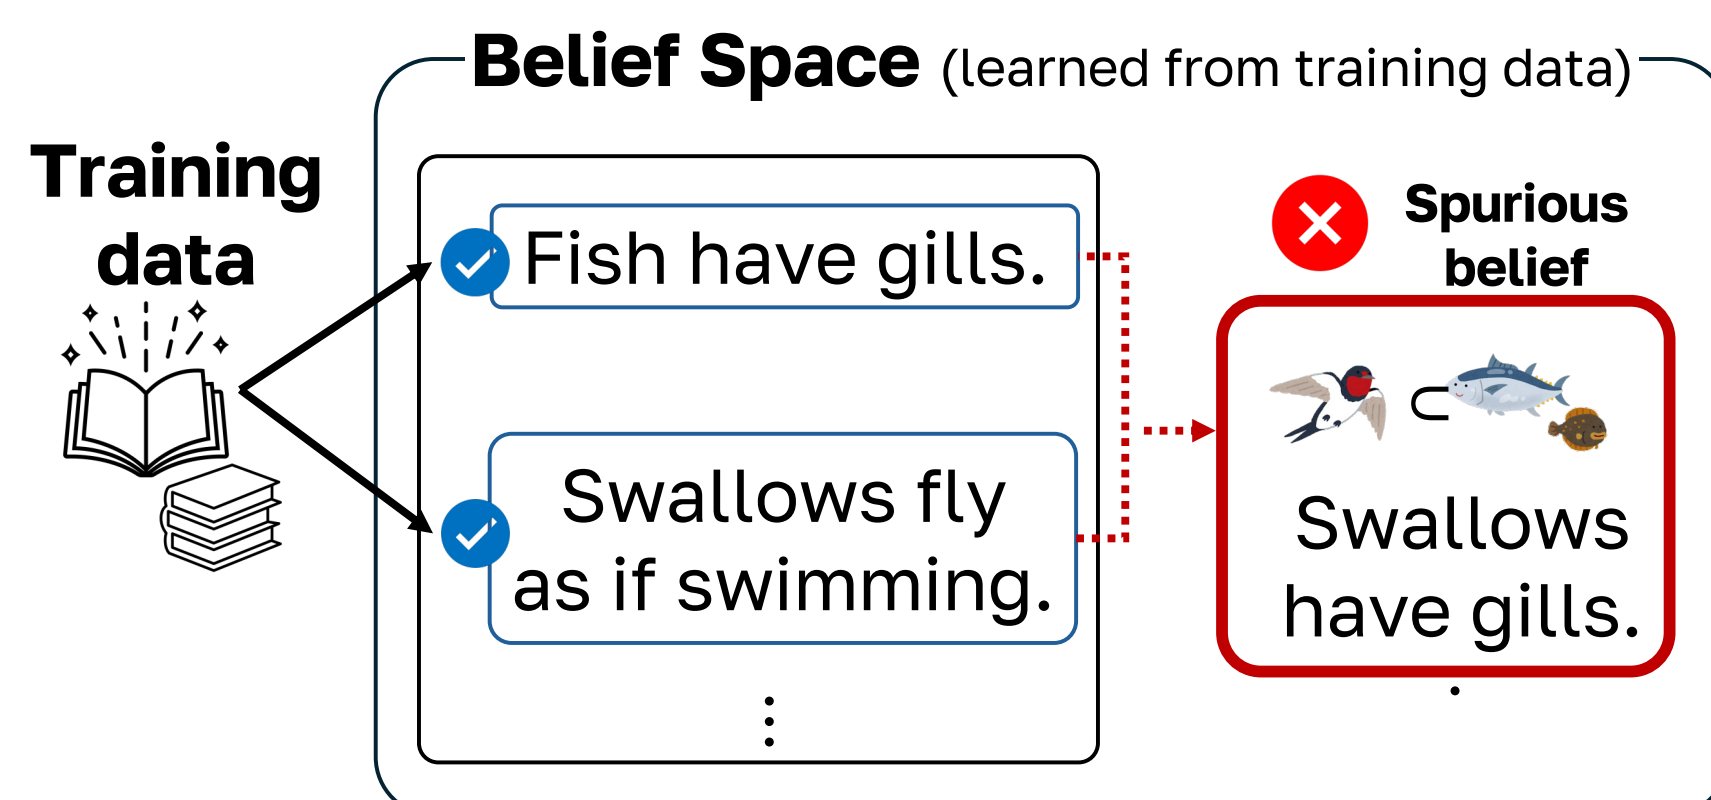 Belief Space (learned from training data)
Training
data
Fish have gills.
Swallows fly
as if swimming.
Spurious
belief
⊂
Swallows
have gills.